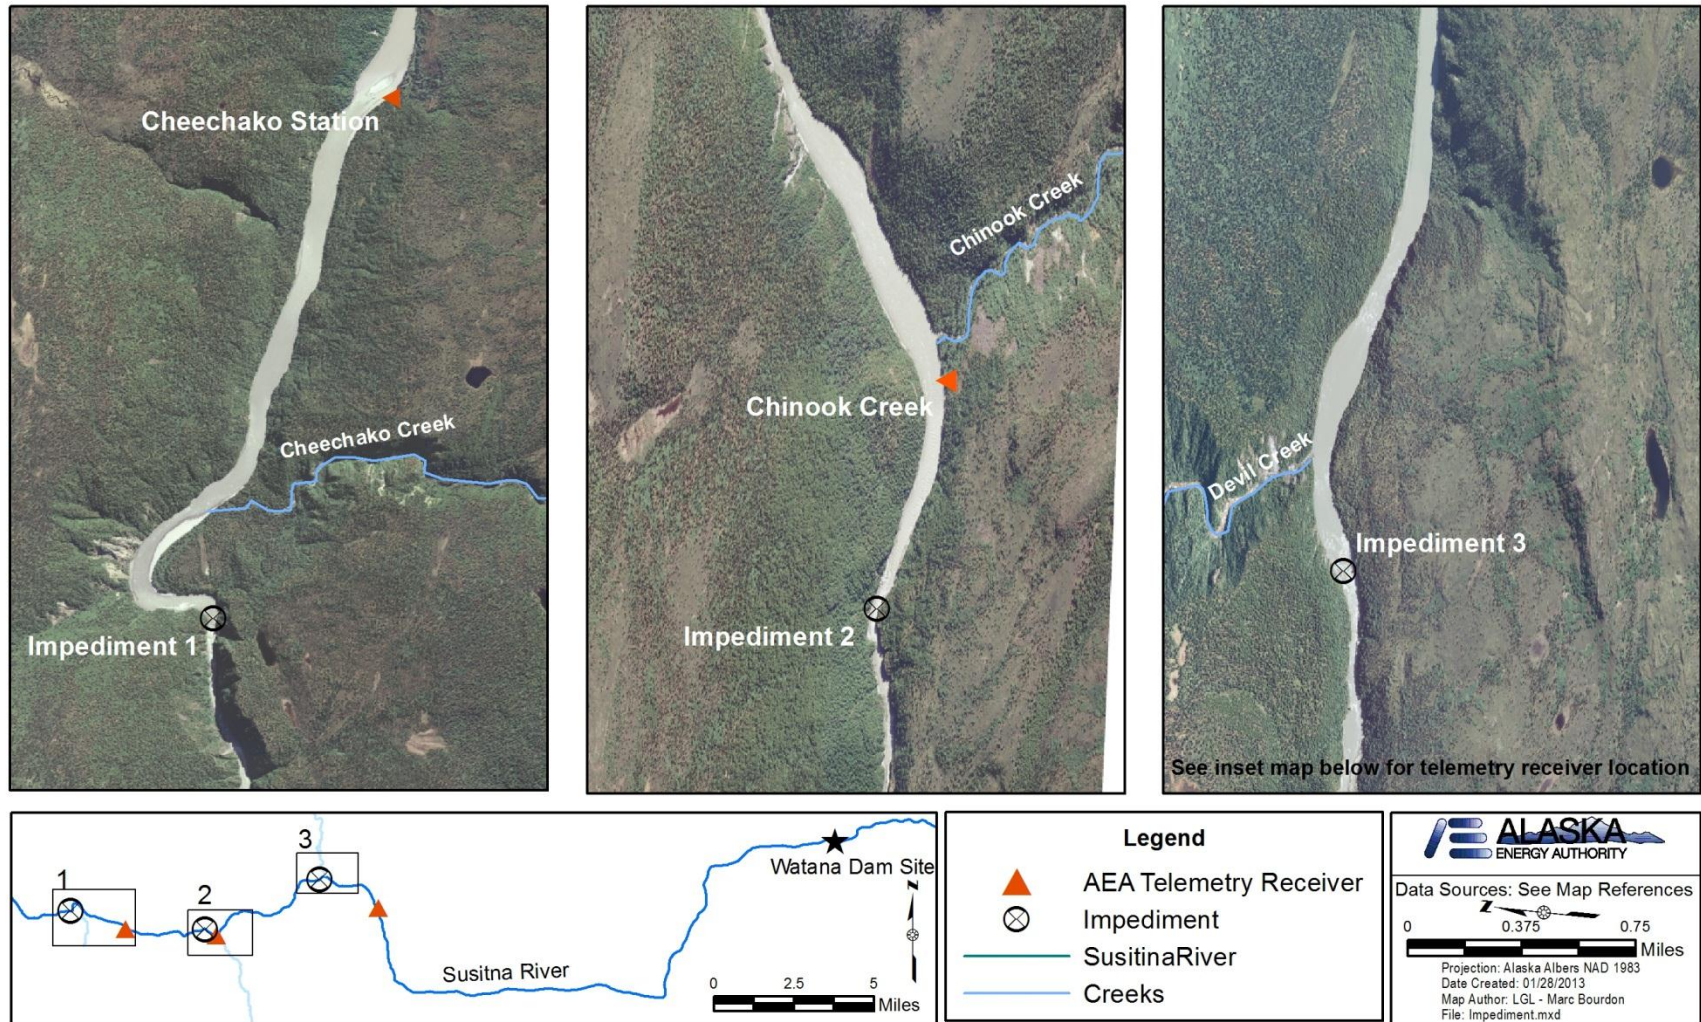 Cheechako Station
Cheechako Creek
Impediment 1
Chinook Creek
Chinook Creek
Impediment 2
Devil Creek
Impediment 3
See inset map below for telemetry receiver location
1
2
3
Watana Dam Site
N
Susitna River
0 2.5 5
Miles
Legend
AEA Telemetry Receiver
Impediment
SusitinaRiver
Creeks
ALASKA
ENERGY AUTHORITY
Data Sources: See Map References
N
0 0.375 0.75
Miles
Projection: Alaska Albers NAD 1983
Date Created: 01/28/2013
Map Author: LGL - Marc Bourdon
File: Impediment.mxd